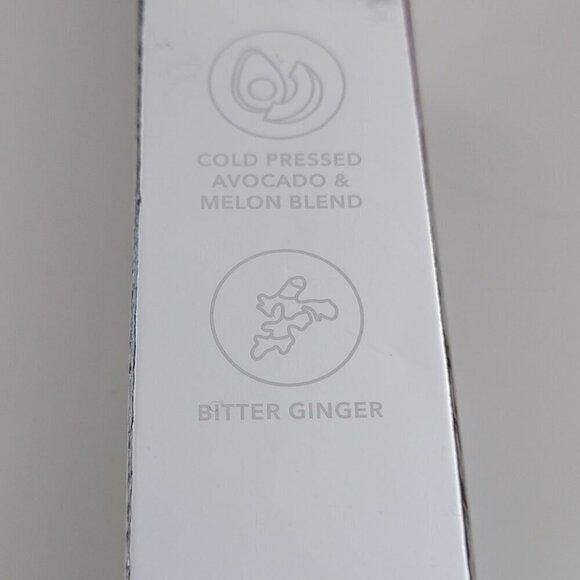 COLD PRESSED
AVOCADO &
MELON BLEND
BITTER GINGER